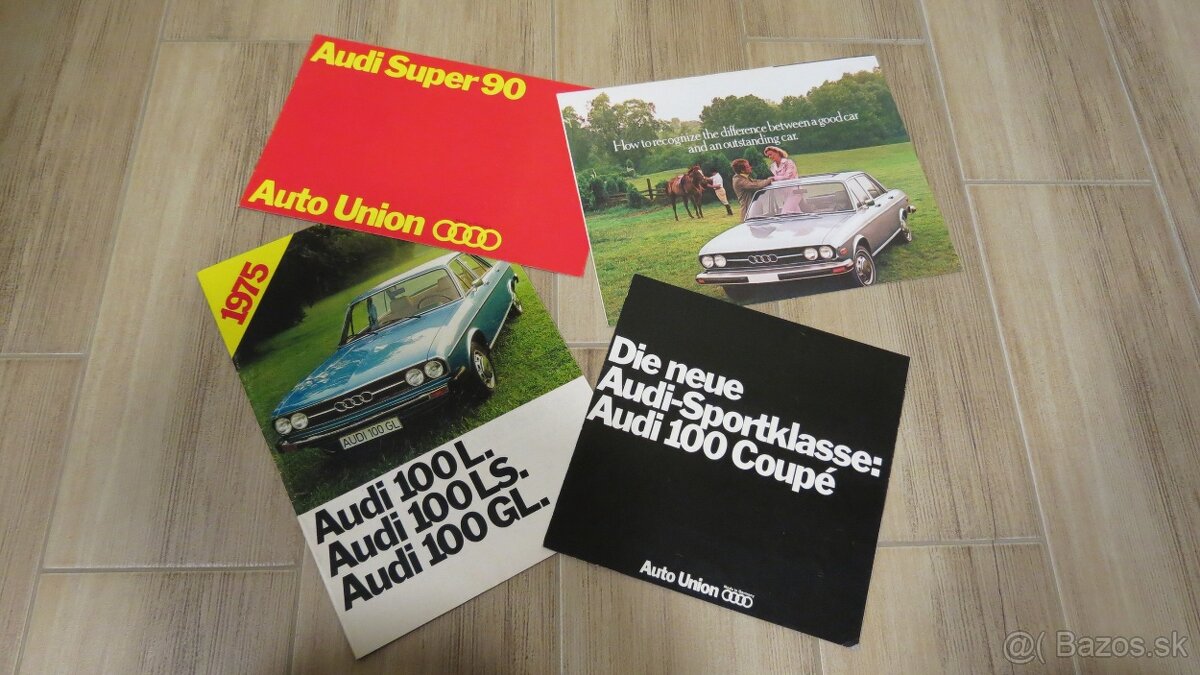 Audi Super 90
Auto Union
How to recognize the difference between a good car
and an outstanding car.
1975
AUDI 100 GL
Audi 100 L.
Audi 100 LS.
Audi 100 GL.
Die neue
Audi-Sportklasse:
Audi 100 Coupé
Auto Union
@( Bazos.sk